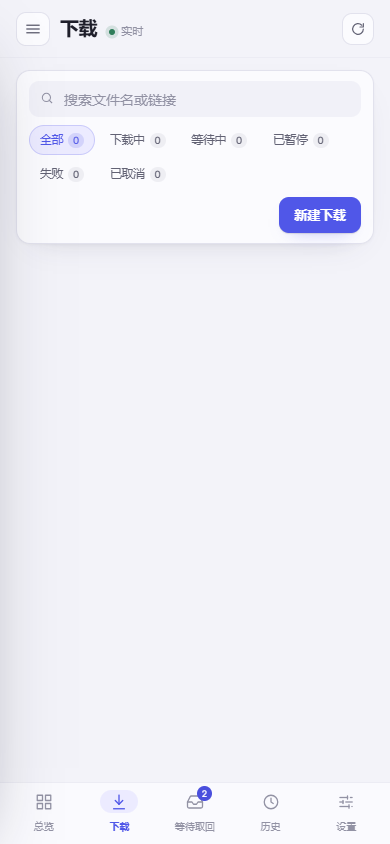 下载 实时
搜索文件名或链接
全部 0 下载中 0 等待中 0 已暂停 0
失败 0 已取消 0
新建下载
2
总览 下载 等待取回 历史 设置